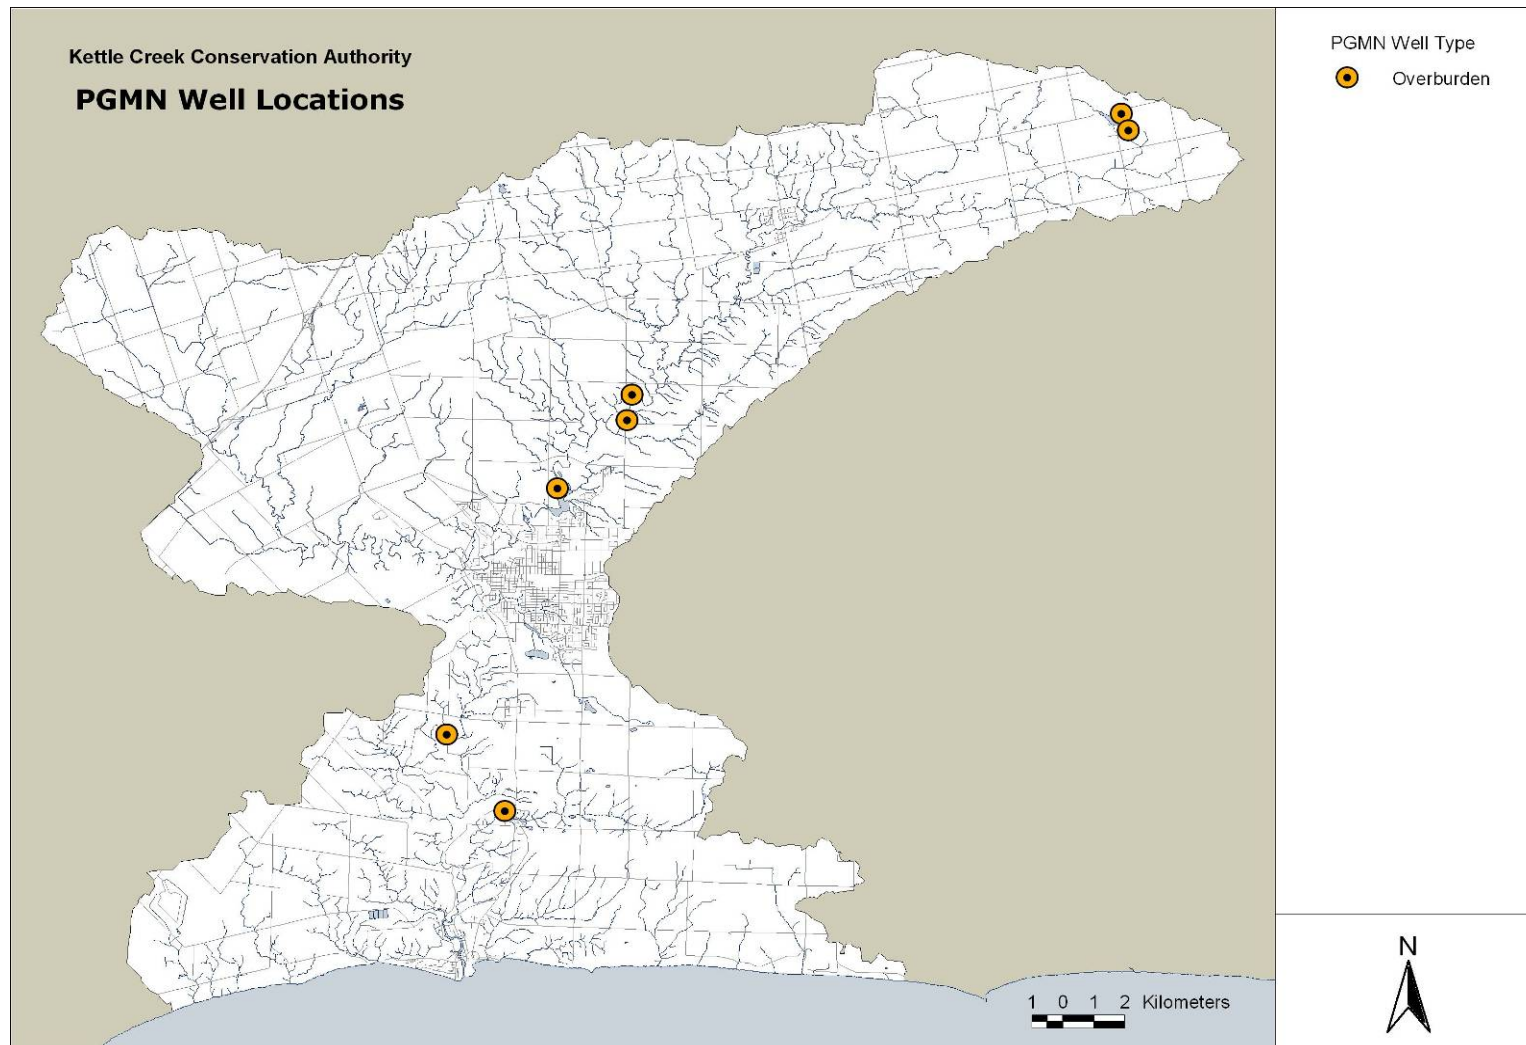 Kettle Creek Conservation Authority
PGMN Well Locations
PGMN Well Type
Overburden
1 0 1 2 Kilometers
N